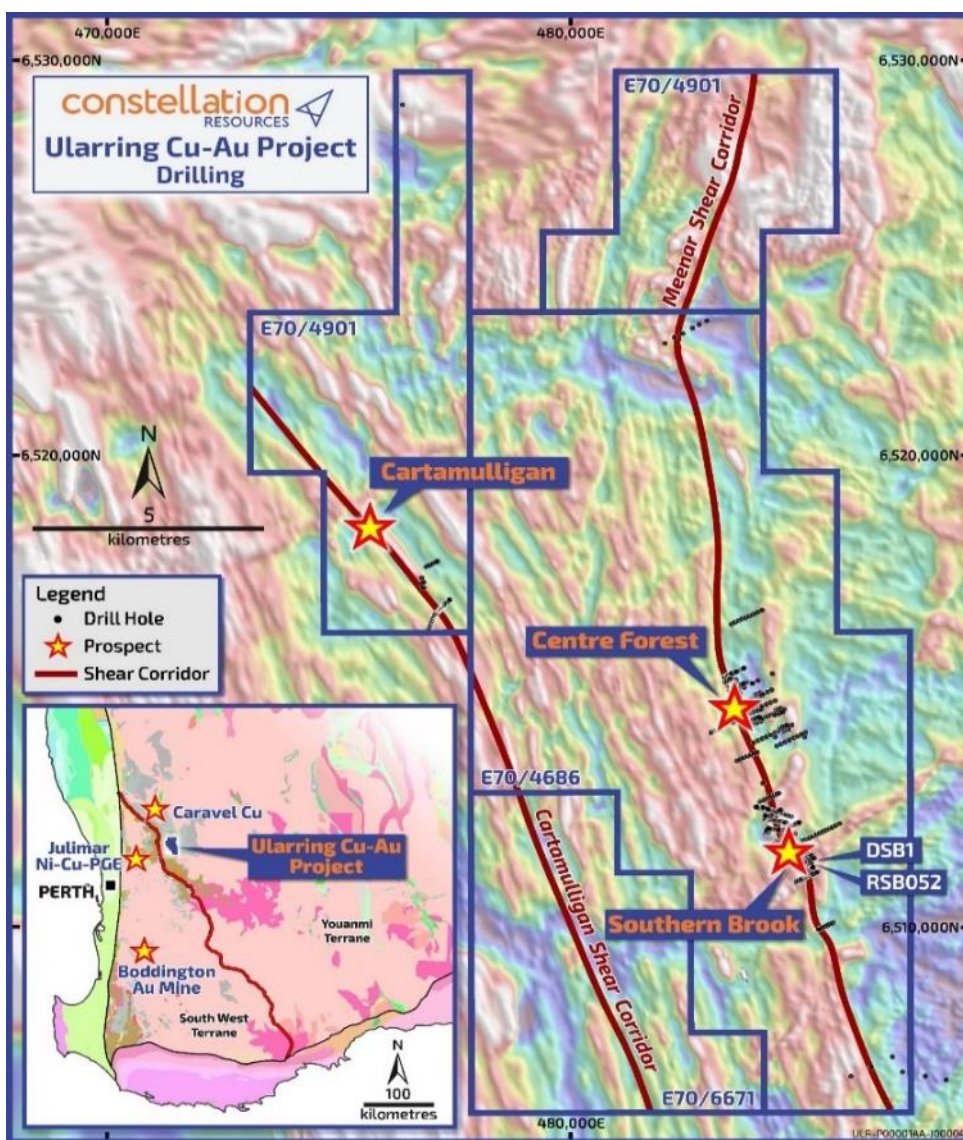 470,000E
480,000E
6,530,000N
6,530,000N
constellation
RESOURCES
Ularring Cu-Au Project
Drilling
E70/4901
Meenar Shear Corridor
E70/4901
6,520,000N
6,520,000N
N
5
kilometres
Cartamulligan
Legend
Drill Hole
Prospect
Shear Corridor
Centre Forest
E70/4686
Cartamulligan Shear Corridor
DSB1
RSB052
Southern Brook
6,510,000N
E70/6671
480,000E
Caravel Cu
Julimar
Ni-Cu-PGE
Ularring Cu-Au
Project
PERTH
Youanmi
Terrane
Boddington
Au Mine
South West
Terrane
N
100
kilometres